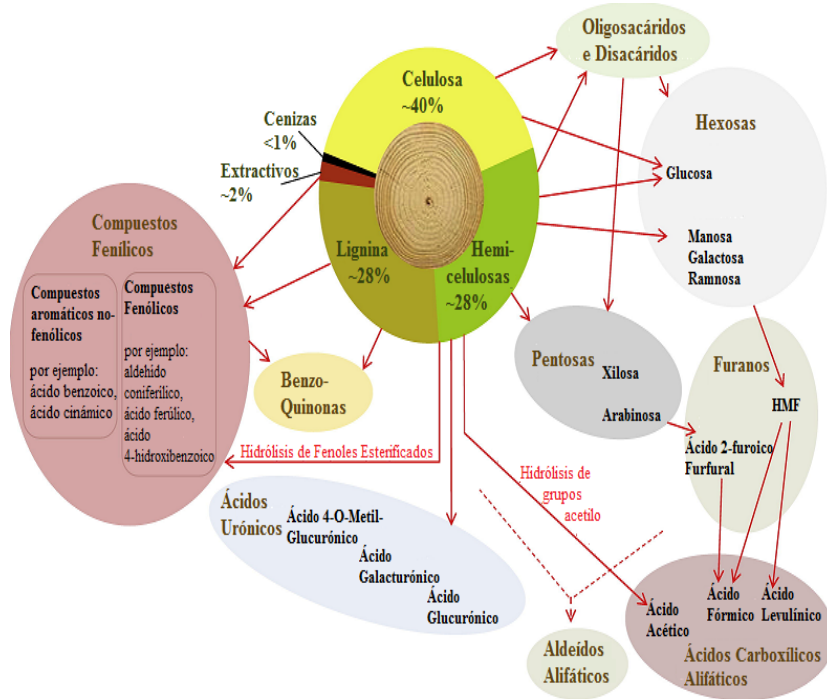 Oligosacáridos
e Disacáridos
Celulosa
~40%
Cenizas
<1%
Extractivos
~2%
Lignina
~28%
Hemi-
celulosas
~28%
Hexosas
Glucosa
Manosa
Galactosa
Ramnosa
Compuestos
Fenílicos
Compuestos
aromáticos no-
fenólicos
por ejemplo:
ácido benzoico,
ácido cinámico
Compuestos
Fenólicos
por ejemplo:
aldehido
coniferílico,
ácido ferúlico,
ácido
4-hidroxibenzoico
Benzo-
Quinonas
Pentosas
Xilosa
Arabinosa
Furanos
HMF
Ácido 2-furoico
Furfural
Hidrólisis de Fenoles Esterificados
Hidrólisis de
grupos
acetilo
Ácidos
Urónicos
Ácido 4-O-Metil-
Glucurónico
Ácido
Galacturónico
Ácido
Glucurónico
Aldeídos
Alifáticos
Ácido
Acético
Ácido
Fórmico
Ácido
Levulínico
Ácidos Carboxílicos
Alifáticos